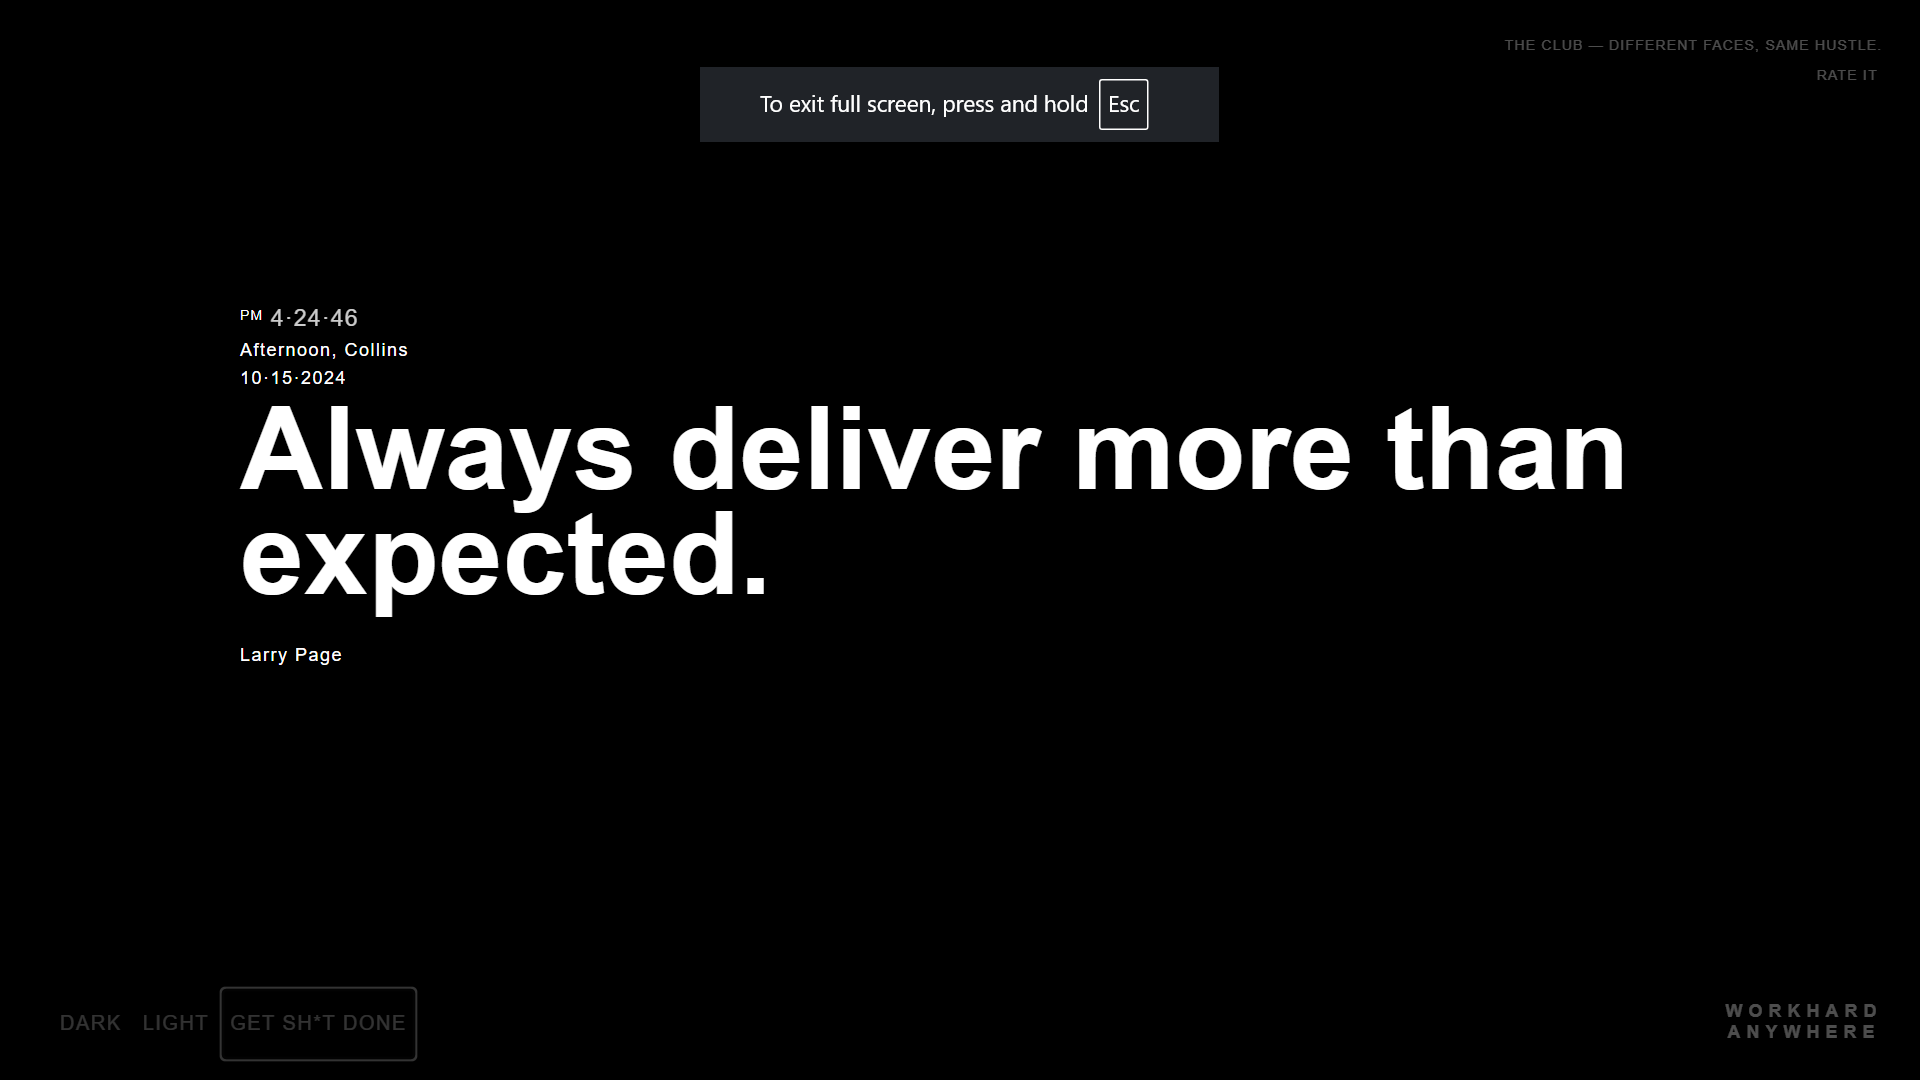 THE CLUB — DIFFERENT FACES, SAME HUSTLE.
RATE IT
To exit full screen, press and hold Esc
PM 4·24·46
Afternoon, Collins
10·15·2024
Always deliver more than
expected.
Larry Page
DARK LIGHT GET SH*T DONE
WORKHARD
ANYWHERE